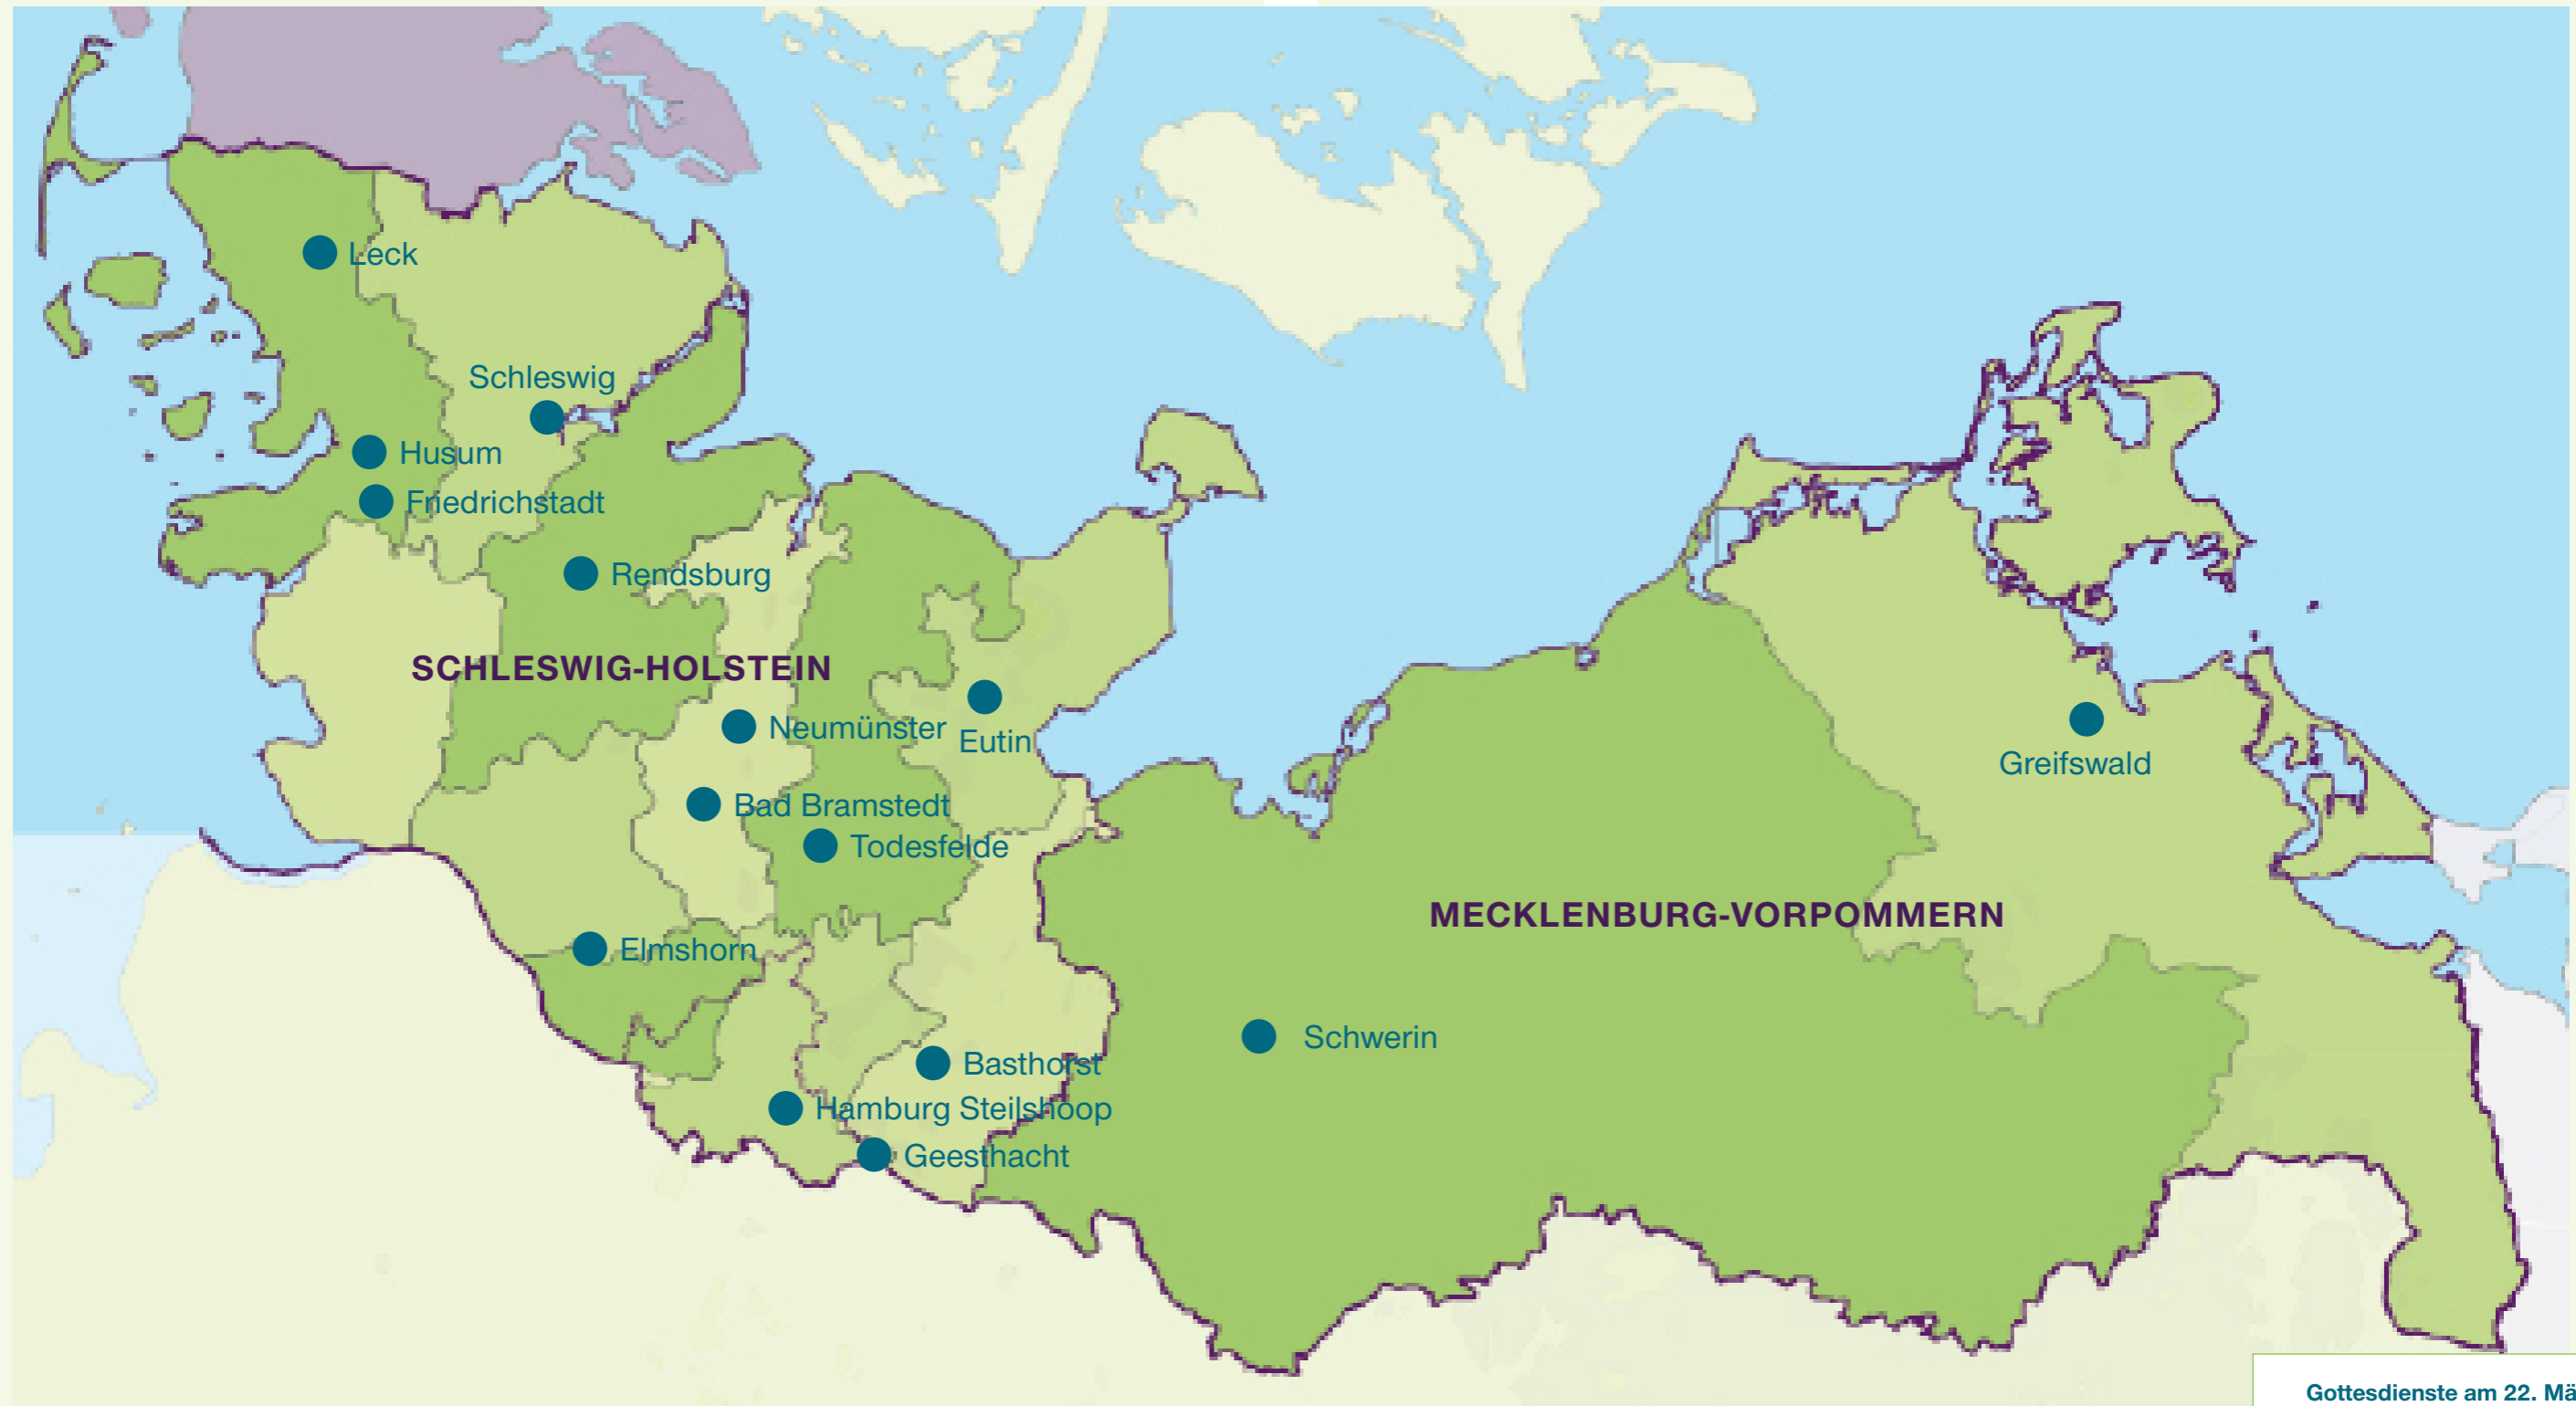 Leck
Schleswig
Husum
Friedrichstadt
Rendsburg
SCHLESWIG-HOLSTEIN
Neumünster
Eutin
Greifswald
Bad Bramstedt
Todesfelde
MECKLENBURG-VORPOMMERN
Elmshorn
Schwerin
Basthorst
Hamburg Steilshoop
Geesthacht
Gottesdienste am 22.